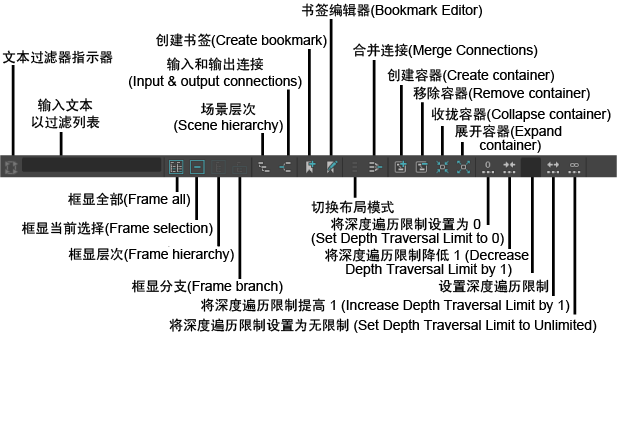 书签编辑器(Bookmark Editor)
创建书签(Create bookmark)
合并连接(Merge Connections)
文本过滤器指示器
输入和输出连接
(Input & output connections)
创建容器(Create container)
移除容器(Remove container)
输入文本
以过滤列表
场景层次
(Scene hierarchy)
收拢容器(Collapse container)
展开容器(Expand
container)
0
∞
框显全部(Frame all)
切换布局模式
框显当前选择(Frame selection)
将深度遍历限制设置为 0
(Set Depth Traversal Limit to 0)
框显层次(Frame hierarchy)
将深度遍历限制降低 1 (Decrease
Depth Traversal Limit by 1)
框显分支(Frame branch)
设置深度遍历限制
将深度遍历限制提高 1 (Increase Depth Traversal Limit by 1)
将深度遍历限制设置为无限制 (Set Depth Traversal Limit to Unlimited)